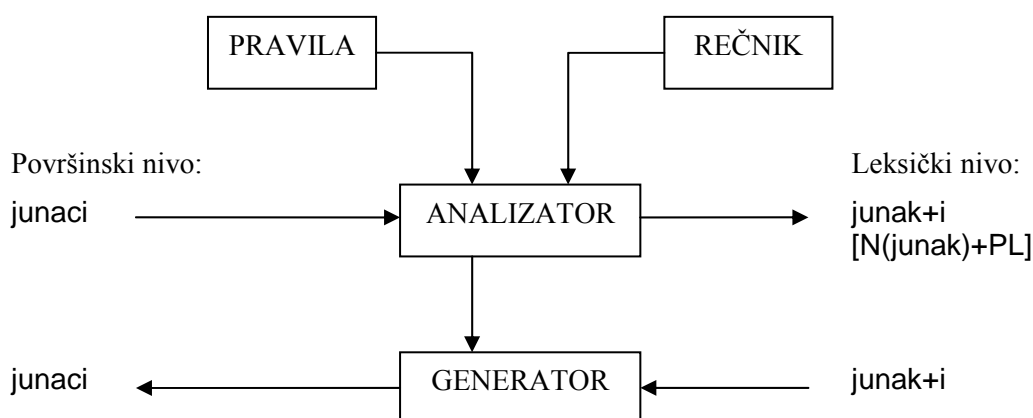 PRAVILA
REČNIK
Površinski nivo:
Leksički nivo:
junaci
ANALIZATOR
junak+i
[N(junak)+PL]
junaci
GENERATOR
junak+i